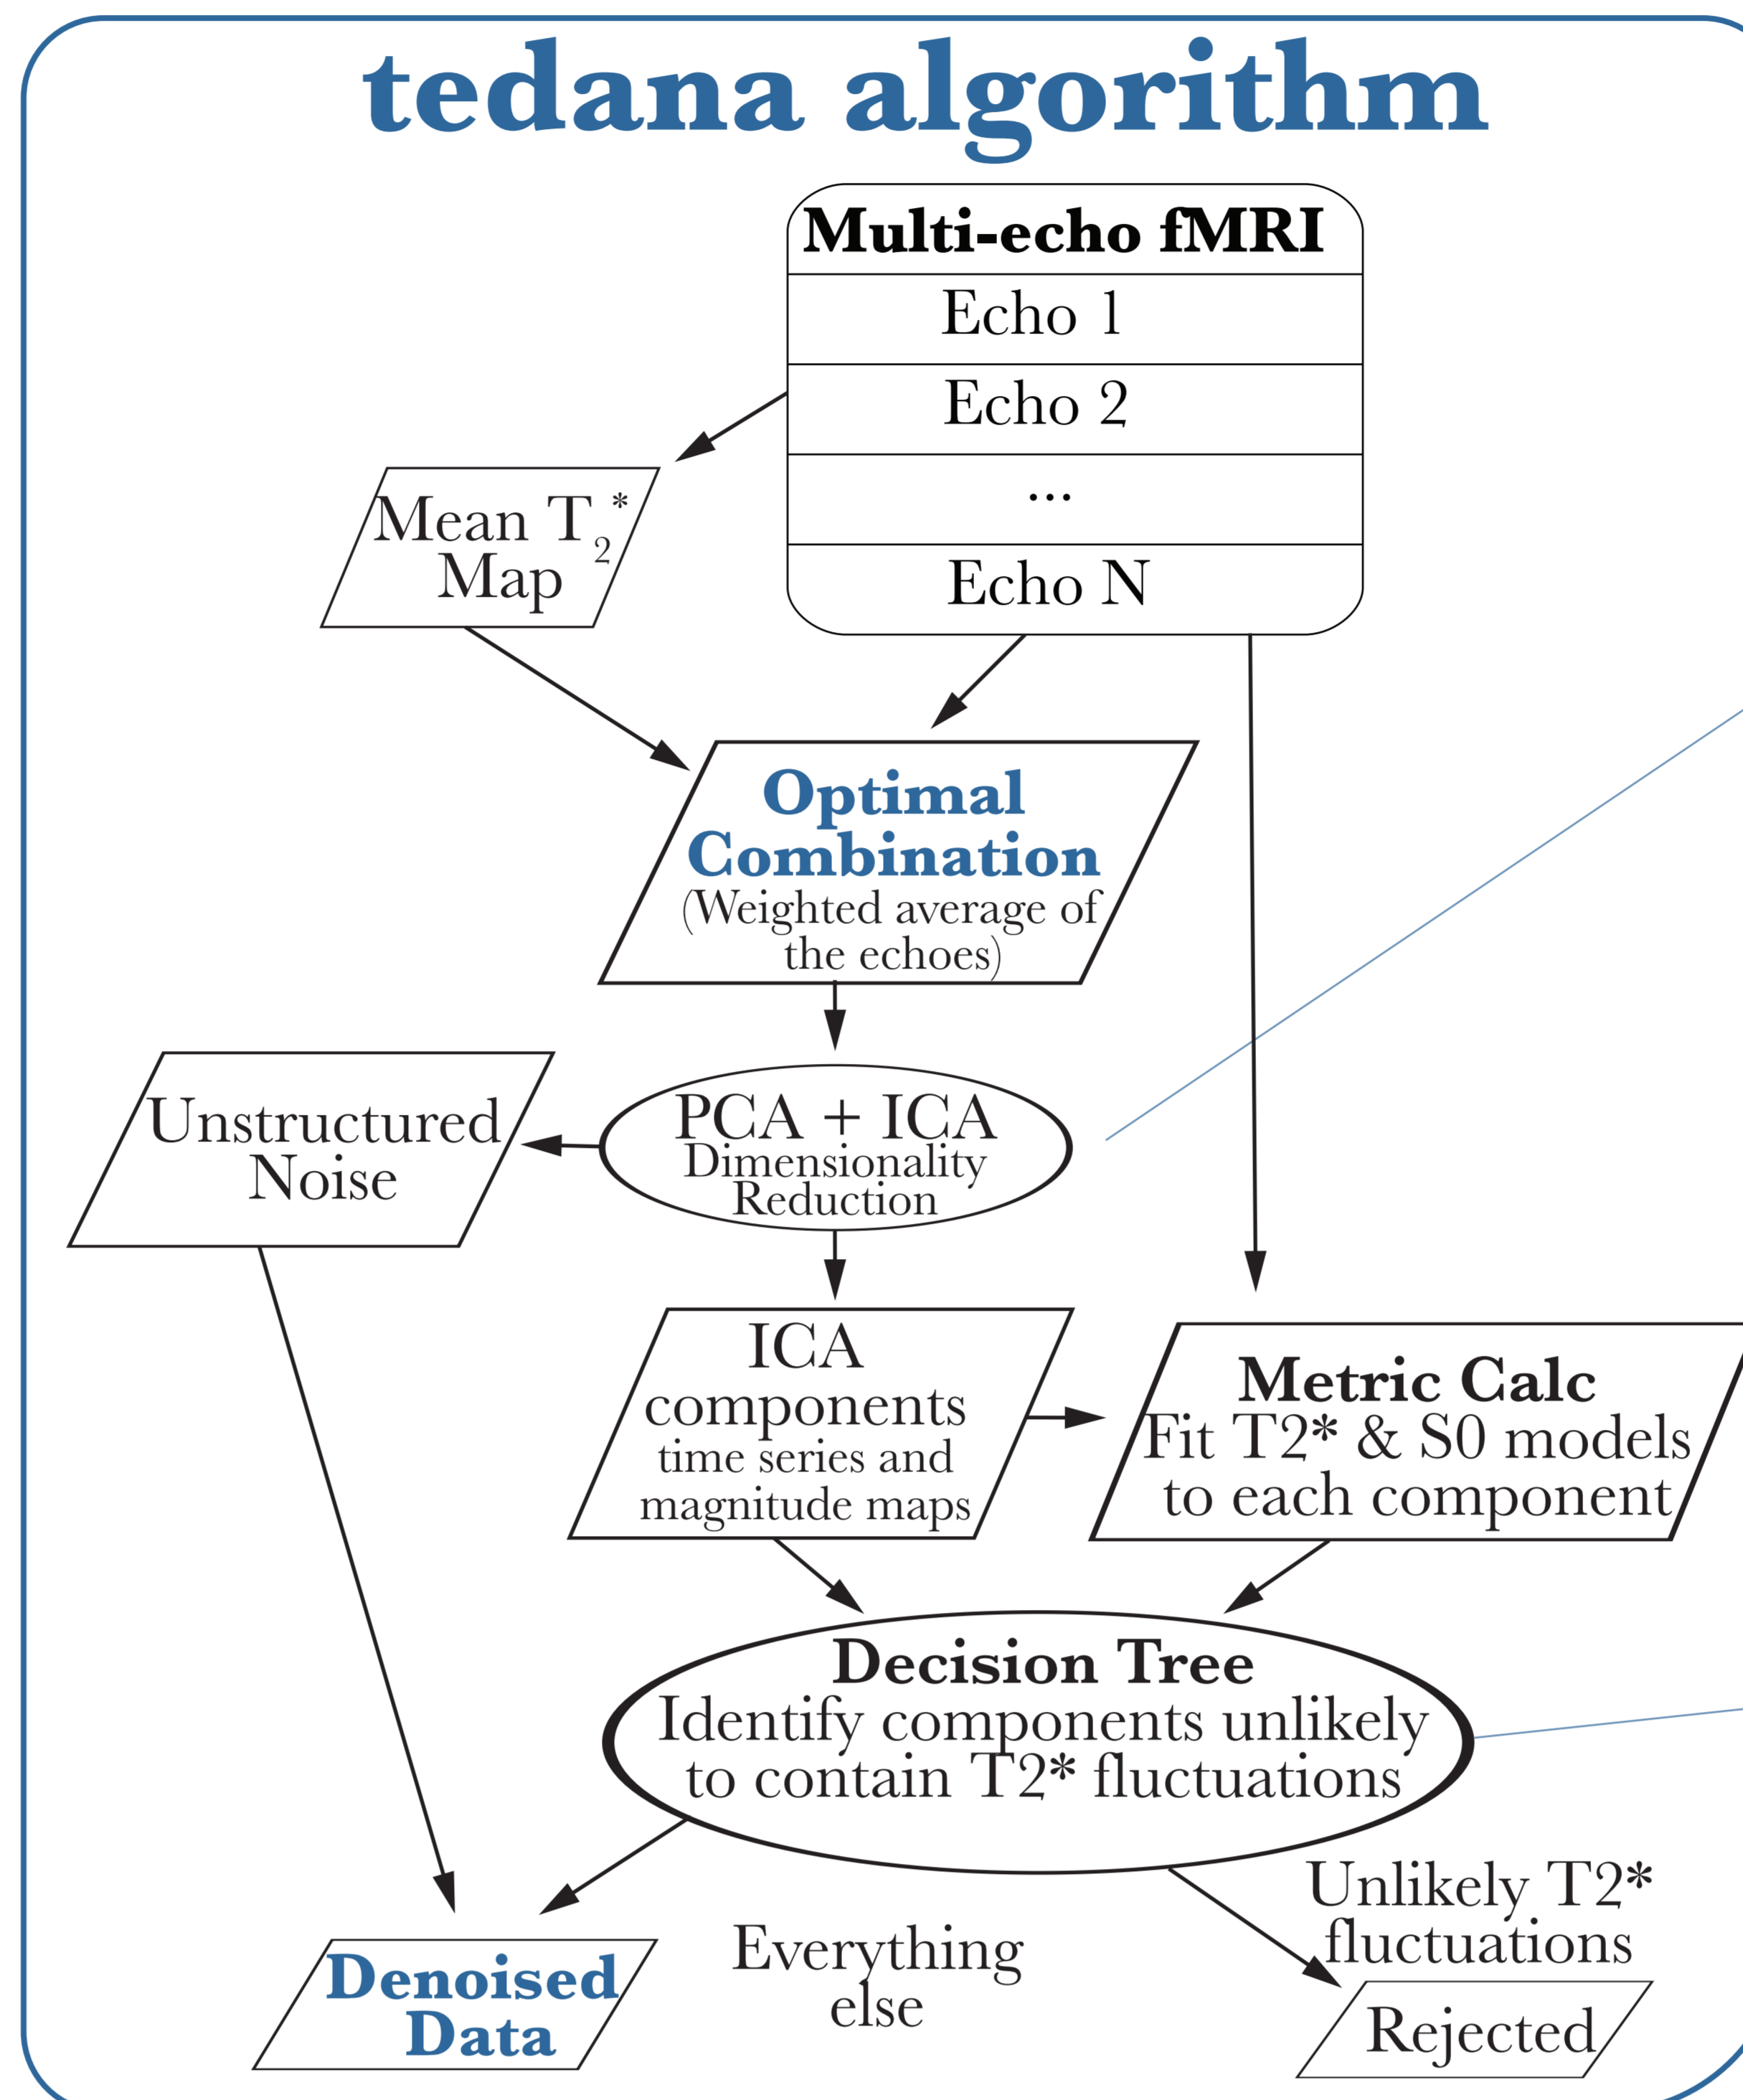 tedana algorithm
Multi-echo fMRI
Echo 1
Echo 2
...
Echo N
Mean T2*
Map
Optimal
Combination
(Weighted average of
the echoes)
Unstructured
Noise
PCA + ICA
Dimensionality
Reduction
ICA
components
time series and
magnitude maps
Metric Calc
Fit T2* & S0 models
to each component
Decision Tree
Identify components unlikely
to contain T2* fluctuations
Unlikely T2*
fluctuations
Everything
else
Denoised
Data
Rejected